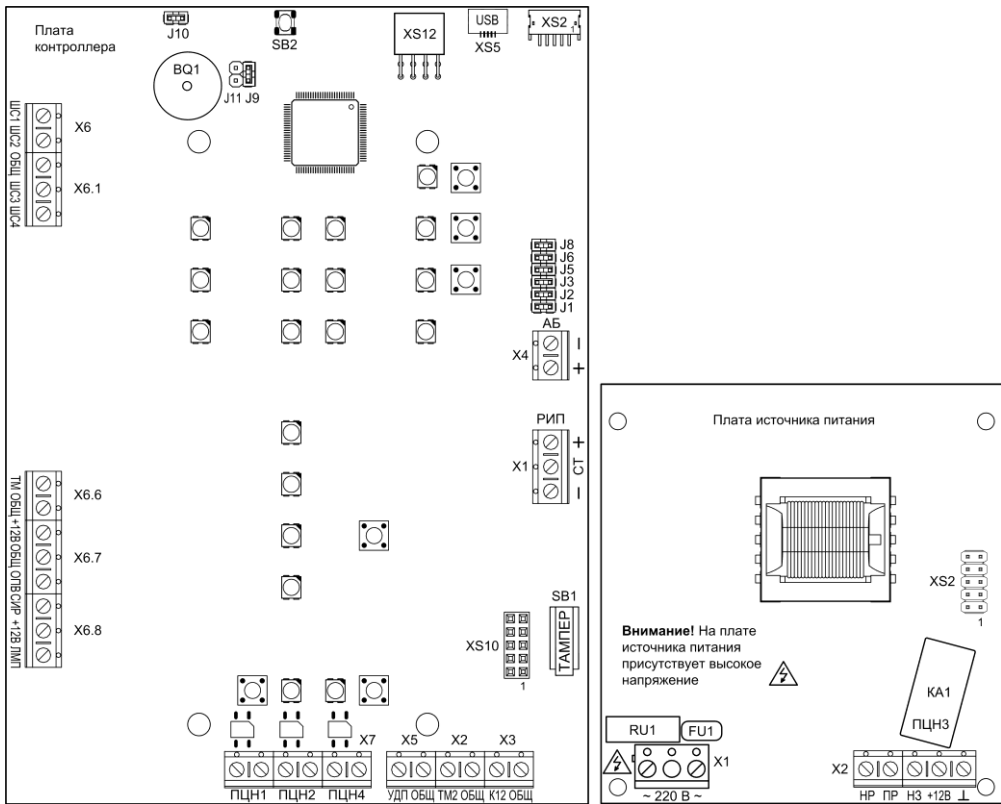 Плата
контроллера
J10
SB2
XS12
USB
XS5
XS2
1
BQ1
J11 J9
ШС1 ШС2 ОБЩ ШС3 ШС4
X6
X6.1
J8
J6
J5
J3
J2
J1
АБ
X4
–
+
РИП
X1
+
СТ
–
ТМ ОБЩ +12В ОБЩ ОПВ СИР +12В ЛМП
X6.6
X6.7
X6.8
XS10
1
SB1
ТАМПЕР
X7
X5
X2
X3
ПЦН1 ПЦН2 ПЦН4
УДП ОБЩ ТМ2 ОБЩ К12 ОБЩ
Плата источника питания
XS2
1
Внимание! На плате
источника питания
присутствует высокое
напряжение
КА1
ПЦН3
RU1
FU1
X1
~ 220 В ~
X2
НР ПР НЗ +12В ⊥